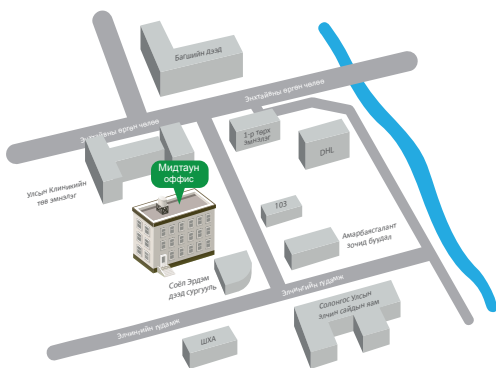 Багшийн дээд
Энхтайвны өргөн чөлөө
Энхтайвны өргөн чөлөө
1-р төрх
эмнэлэг
DHL
Улсын Клиникийн
төв эмнэлэг
Мидтаун
оффис
103
Амарбаясгалант
зочид буудал
Соёл Эрдэм
дээд сургууль
Элчингийн гудамж
Солонгос Улсын
Элчин сайдын яам
Элчингийн гудамж
ШХА